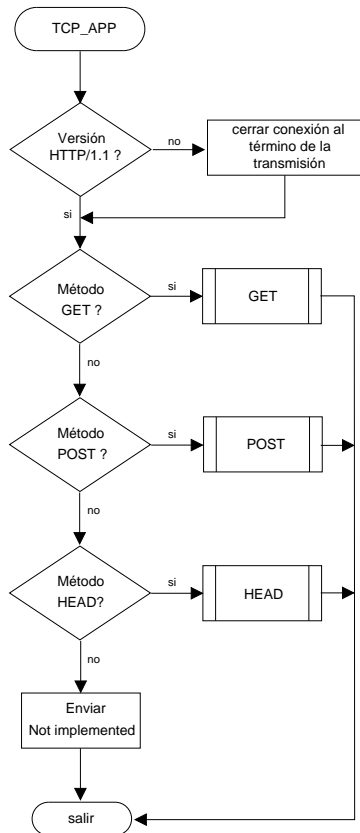 TCP_APP
Versión
HTTP/1.1 ?
no
cerrar conexión al
término de la
transmisión
si
Método
GET ?
si
GET
no
Método
POST ?
si
POST
no
Método
HEAD?
si
HEAD
no
Enviar
Not implemented
salir